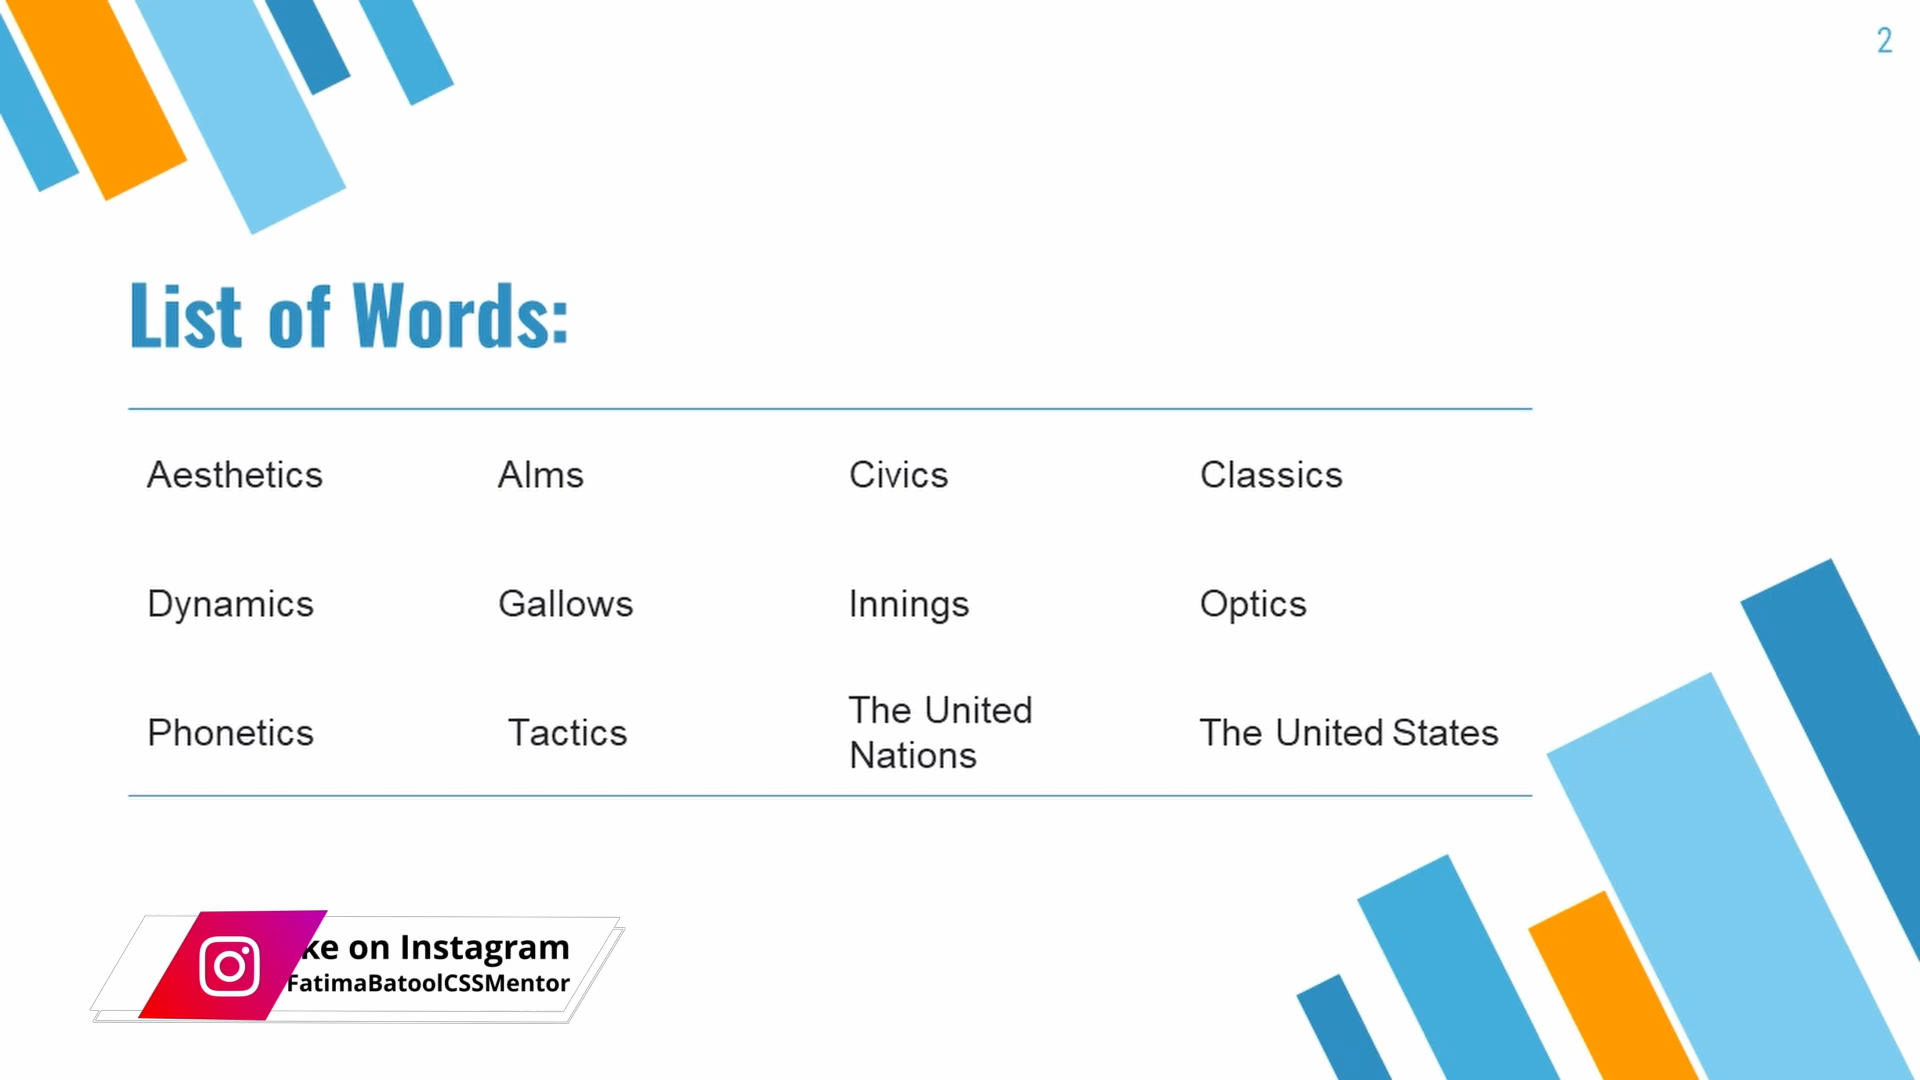 2
List of Words:
Aesthetics Alms Civics Classics
Dynamics Gallows Innings Optics
Phonetics Tactics The United Nations The United States
ke on Instagram
FatimaBatoolCSSMentor